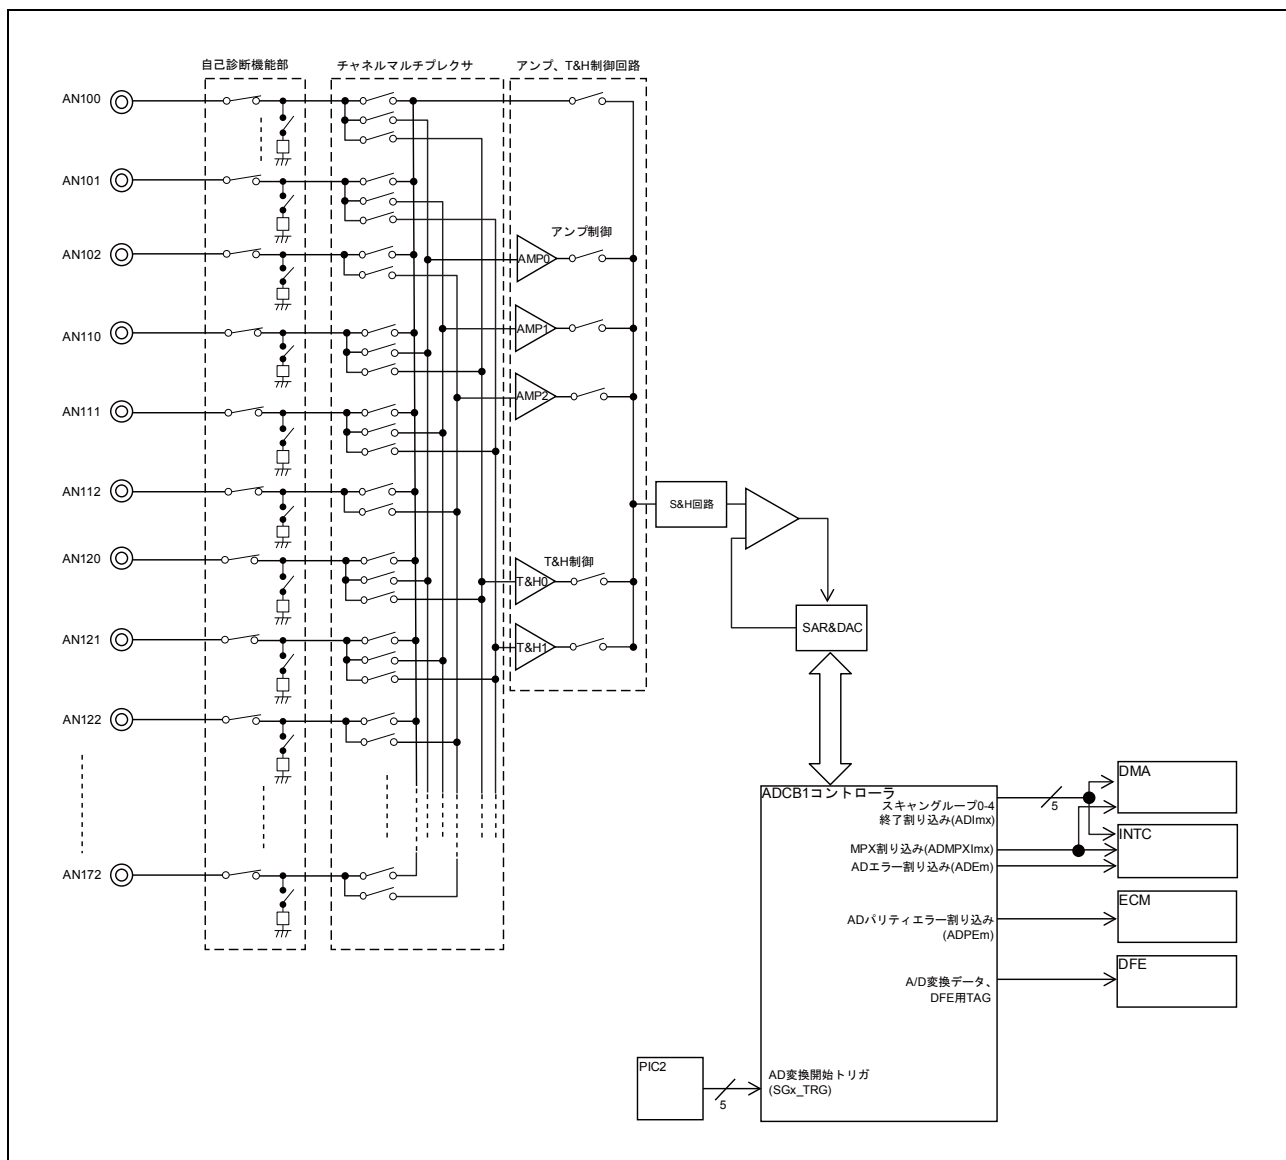 自己診断機能部
チャネルマルチプレクサ
アンプ、T&H制御回路
AN100
AN101
AN102
アンプ制御
AMP0
AN110
AMP1
AMP2
AN111
AN112
S&H回路
AN120
T&H制御
T&H0
AN121
T&H1
SAR&DAC
AN122
ADCB1コントローラ
スキャングループ0-4
終了割り込み(ADImx)
5
DMA
MPX割り込み(ADMPXImx)
INTC
ADエラー割り込み(ADEm)
AN172
ADパリティエラー割り込み
(ADPEm)
ECM
A/D変換データ、
DFE用TAG
DFE
PIC2
5
AD変換開始トリガ
(SGx_TRG)